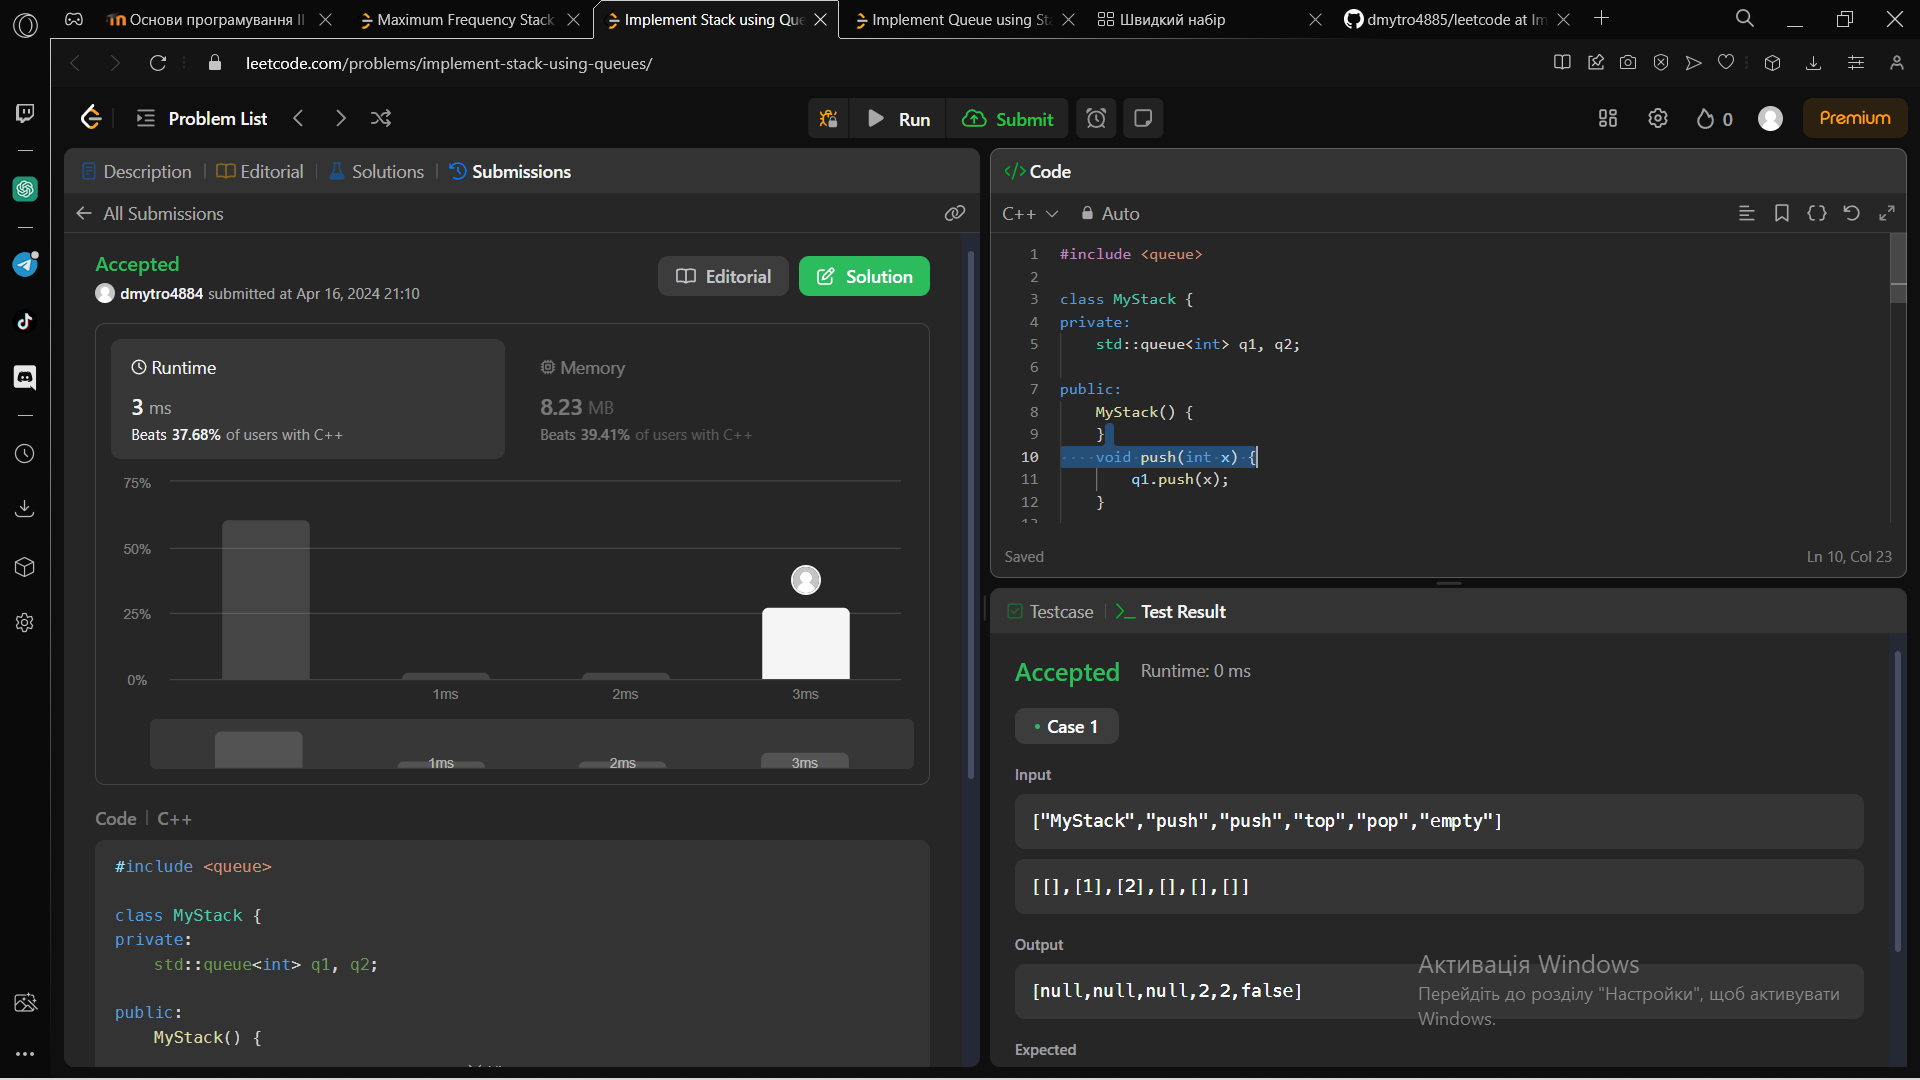 Основи програмування II
Maximum Frequency Stack
Implement Stack using Que
Implement Queue using Sta
Швидкий набір
dmytro4885/leetcode at Im
leetcode.com/problems/implement-stack-using-queues/
Problem List
Run
Submit
0
Premium
Description
Editorial
Solutions
Submissions
All Submissions
Accepted
dmytro4884 submitted at Apr 16, 2024 21:10
Editorial
Solution
Runtime
3 ms
Beats 37.68% of users with C++
Memory
8.23 MB
Beats 39.41% of users with C++
75%
50%
25%
0%
1ms
2ms
3ms
1ms
2ms
3ms
Code
C++
#include <queue>
class MyStack {
private:
std::queue<int> q1, q2;
public:
MyStack() {
</> Code
C++
Auto
1 #include <queue>
2
3 class MyStack {
4 private:
5 std::queue<int> q1, q2;
6
7 public:
8 MyStack() {
9 }
10 void push(int x) {
11 q1.push(x);
12 }
Saved
Ln 10, Col 23
Testcase
Test Result
Accepted
Runtime: 0 ms
Case 1
Input
["MyStack","push","push","top","pop","empty"]
[[],[1],[2],[],[],[]]
Output
[null,null,null,2,2,false]
Expected
Активація Windows
Перейдіть до розділу "Настройки", щоб активувати
Windows.